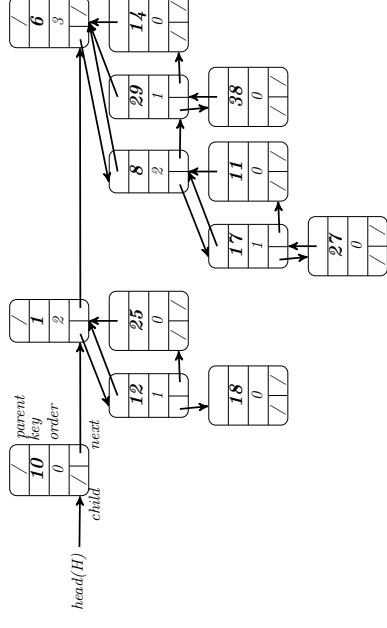 / parent / /
10 key 1 6
0 order 2 3
head(H) / /
child next
12 25 8 29 14
1 0 2 1 0
/ / / /
18 17 11 38
0 1 0 0
/ / / / / /
27
0
/ /